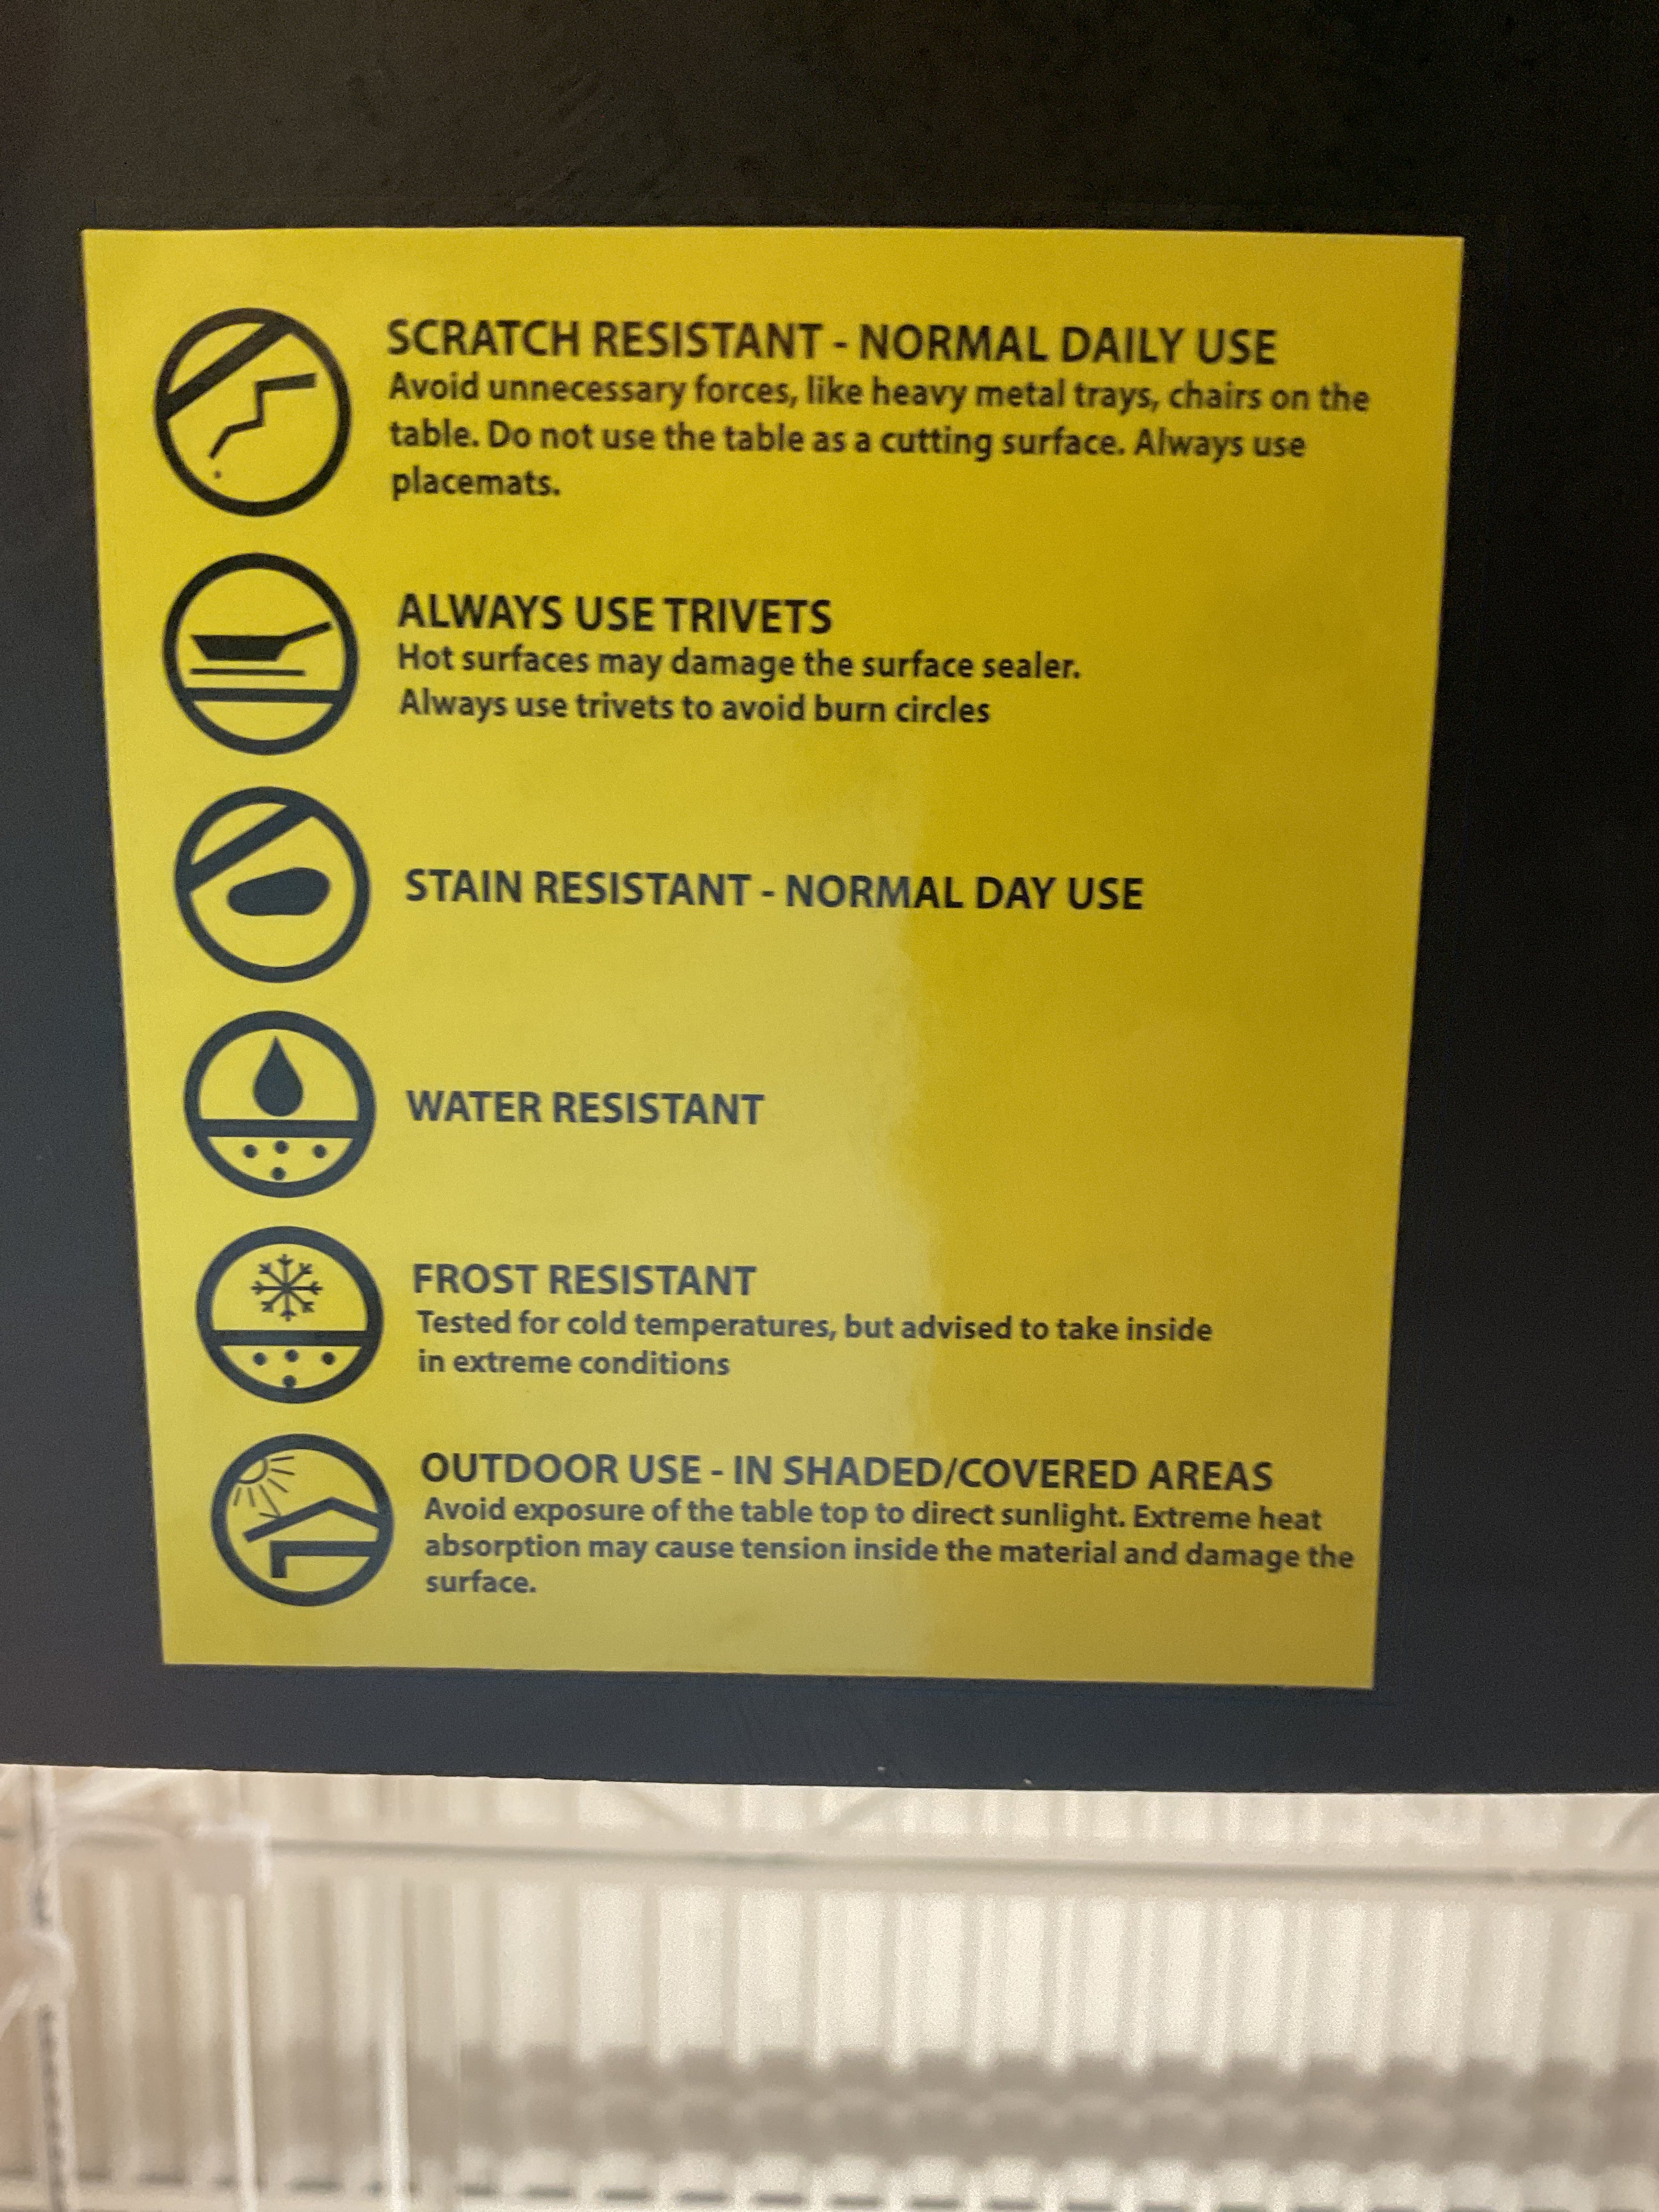 SCRATCH RESISTANT - NORMAL DAILY USE
Avoid unnecessary forces, like heavy metal trays, chairs on the
table. Do not use the table as a cutting surface. Always use
placemats.
ALWAYS USE TRIVETS
Hot surfaces may damage the surface sealer.
Always use trivets to avoid burn circles
STAIN RESISTANT - NORMAL DAY USE
WATER RESISTANT
FROST RESISTANT
Tested for cold temperatures, but advised to take inside
in extreme conditions
OUTDOOR USE - IN SHADED/COVERED AREAS
Avoid exposure of the table top to direct sunlight. Extreme heat
absorption may cause tension inside the material and damage the
surface.